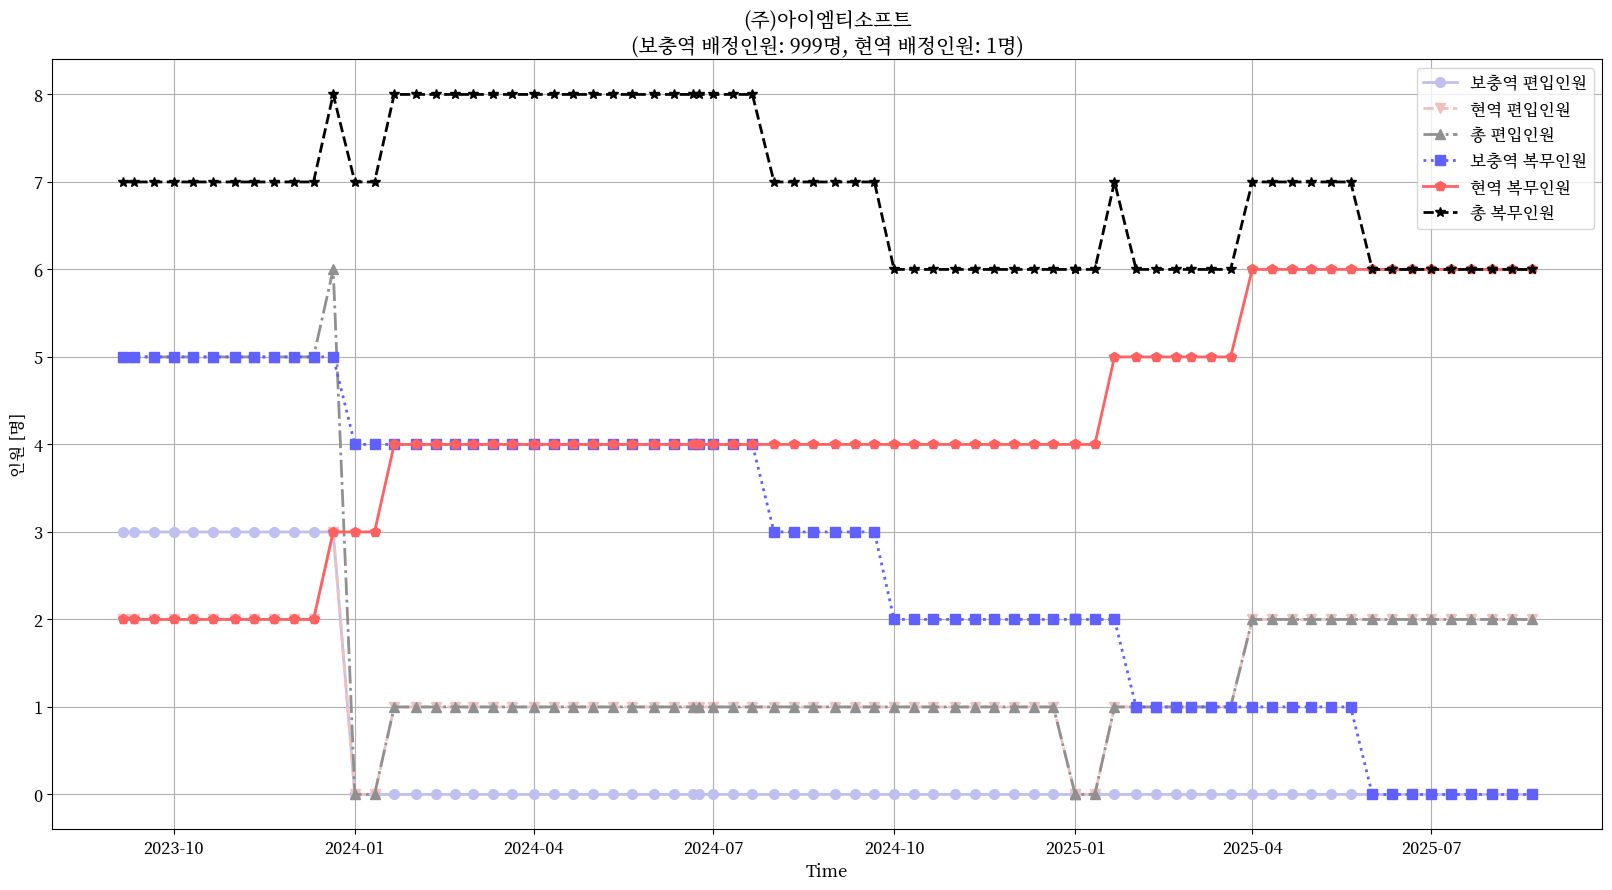 (주)아이엠티소프트
(보충역 배정인원: 999명, 현역 배정인원: 1명)
보충역 편입인원
현역 편입인원
총 편입인원
보충역 복무인원
현역 복무인원
총 복무인원
인원 [명]
8
7
6
5
4
3
2
1
0
2023-10
2024-01
2024-04
2024-07
2024-10
2025-01
2025-04
2025-07
Time